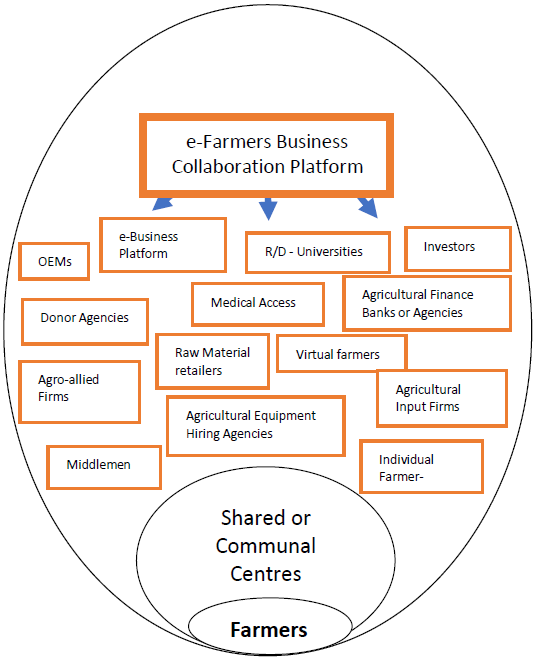 e-Farmers Business
Collaboration Platform
e-Business
Platform
R/D - Universities
Investors
OEMs
Medical Access
Agricultural Finance
Banks or Agencies
Donor Agencies
Raw Material
retailers
Virtual farmers
Agro-allied
Firms
Agricultural
Input Firms
Agricultural Equipment
Hiring Agencies
Middlemen
Individual
Farmer-
Shared or
Communal
Centres
Farmers